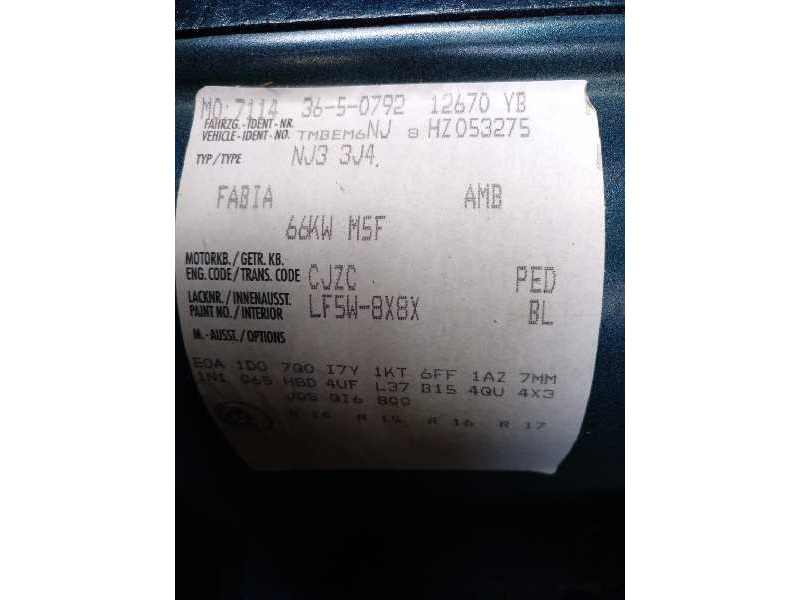 MO: 7114 36-5-0792 12670 YB
FAHRZG.-IDENT-NR.
VEHICLE-IDENT-NO. TMBEM6NJ 8 HZ053275
TYP/TYPE NJ3 3J4.
FABIA AMB
66KW M5F
MOTORKB./GETR. KB.
ENG. CODE/TRANS. CODE CJZC PED
LACKNR./INNENAUSST.
PAINT NO./INTERIOR LF5W-8X8X BL
M.-AUSST./OPTIONS
E0A 1D0 7Q0 I7Y 1KT 6FF 1AZ 7MM
1N1 G65 HBD 4UF L37 B15 4QU 4X3
J0S QI6 8Q0
R 14 R 15 R 16 R 17